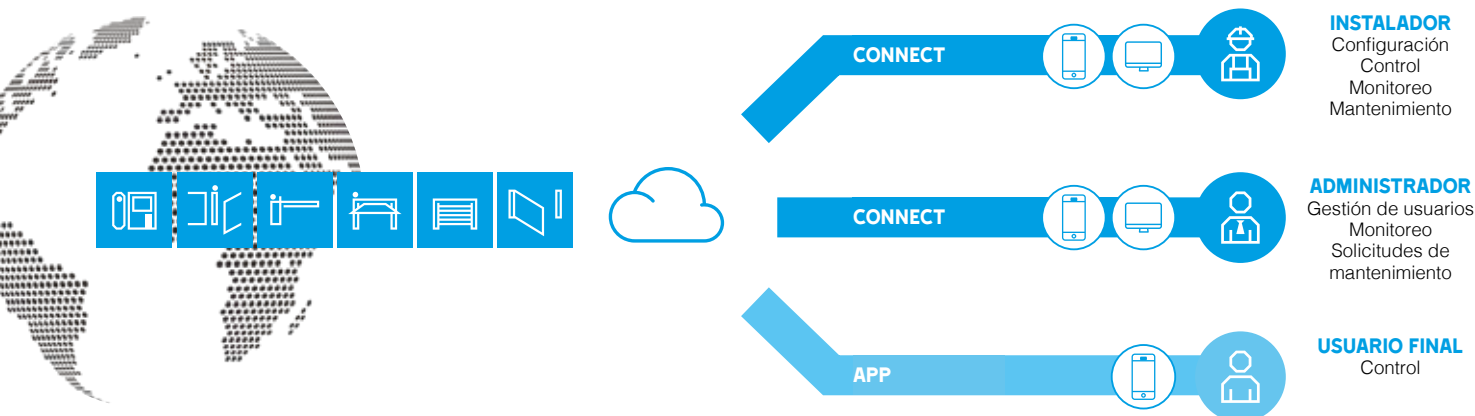 CONNECT
INSTALADOR
Configuración
Control
Monitoreo
Mantenimiento
CONNECT
ADMINISTRADOR
Gestión de usuarios
Monitoreo
Solicitudes de
mantenimiento
APP
USUARIO FINAL
Control